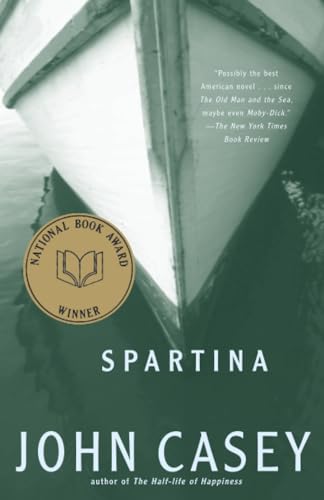 "Possibly the best
American novel . . . since
The Old Man and the Sea,
maybe even Moby-Dick."
—The New York Times
Book Review
NATIONAL BOOK AWARD
WINNER
SPARTINA
JOHN CASEY
author of The Half-life of Happiness